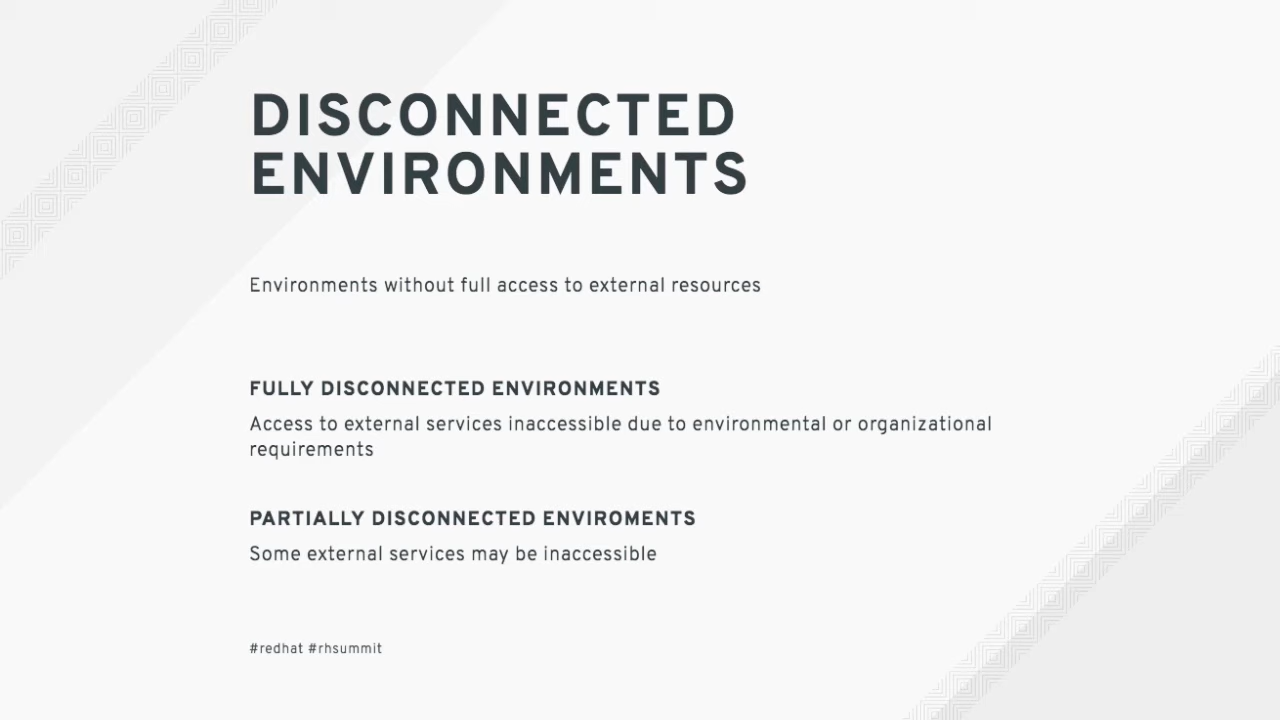 DISCONNECTED
ENVIRONMENTS
Environments without full access to external resources
FULLY DISCONNECTED ENVIRONMENTS
Access to external services inaccessible due to environmental or organizational
requirements
PARTIALLY DISCONNECTED ENVIROMENTS
Some external services may be inaccessible
#redhat #rhsummit